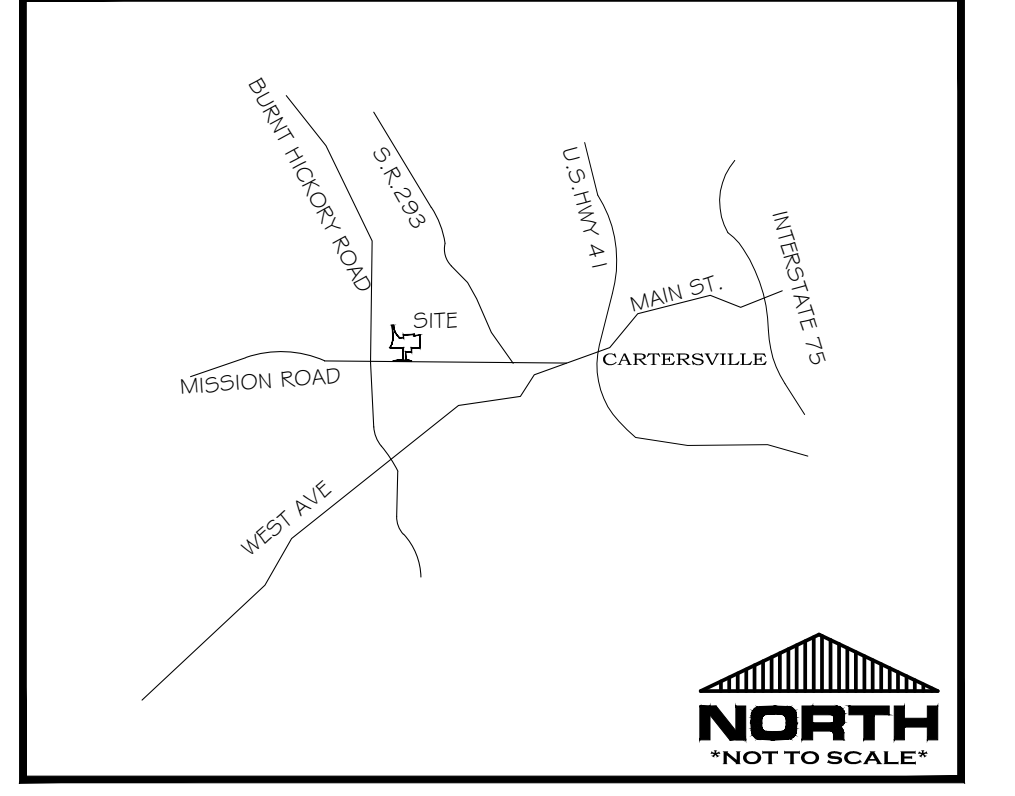 BURNT HICKORY ROAD
S.R.293
U.S.HWY 41
INTERSTATE 75
MAIN ST.
SITE
CARTERSVILLE
MISSION ROAD
WEST AVE
NORTH
*NOT TO SCALE*